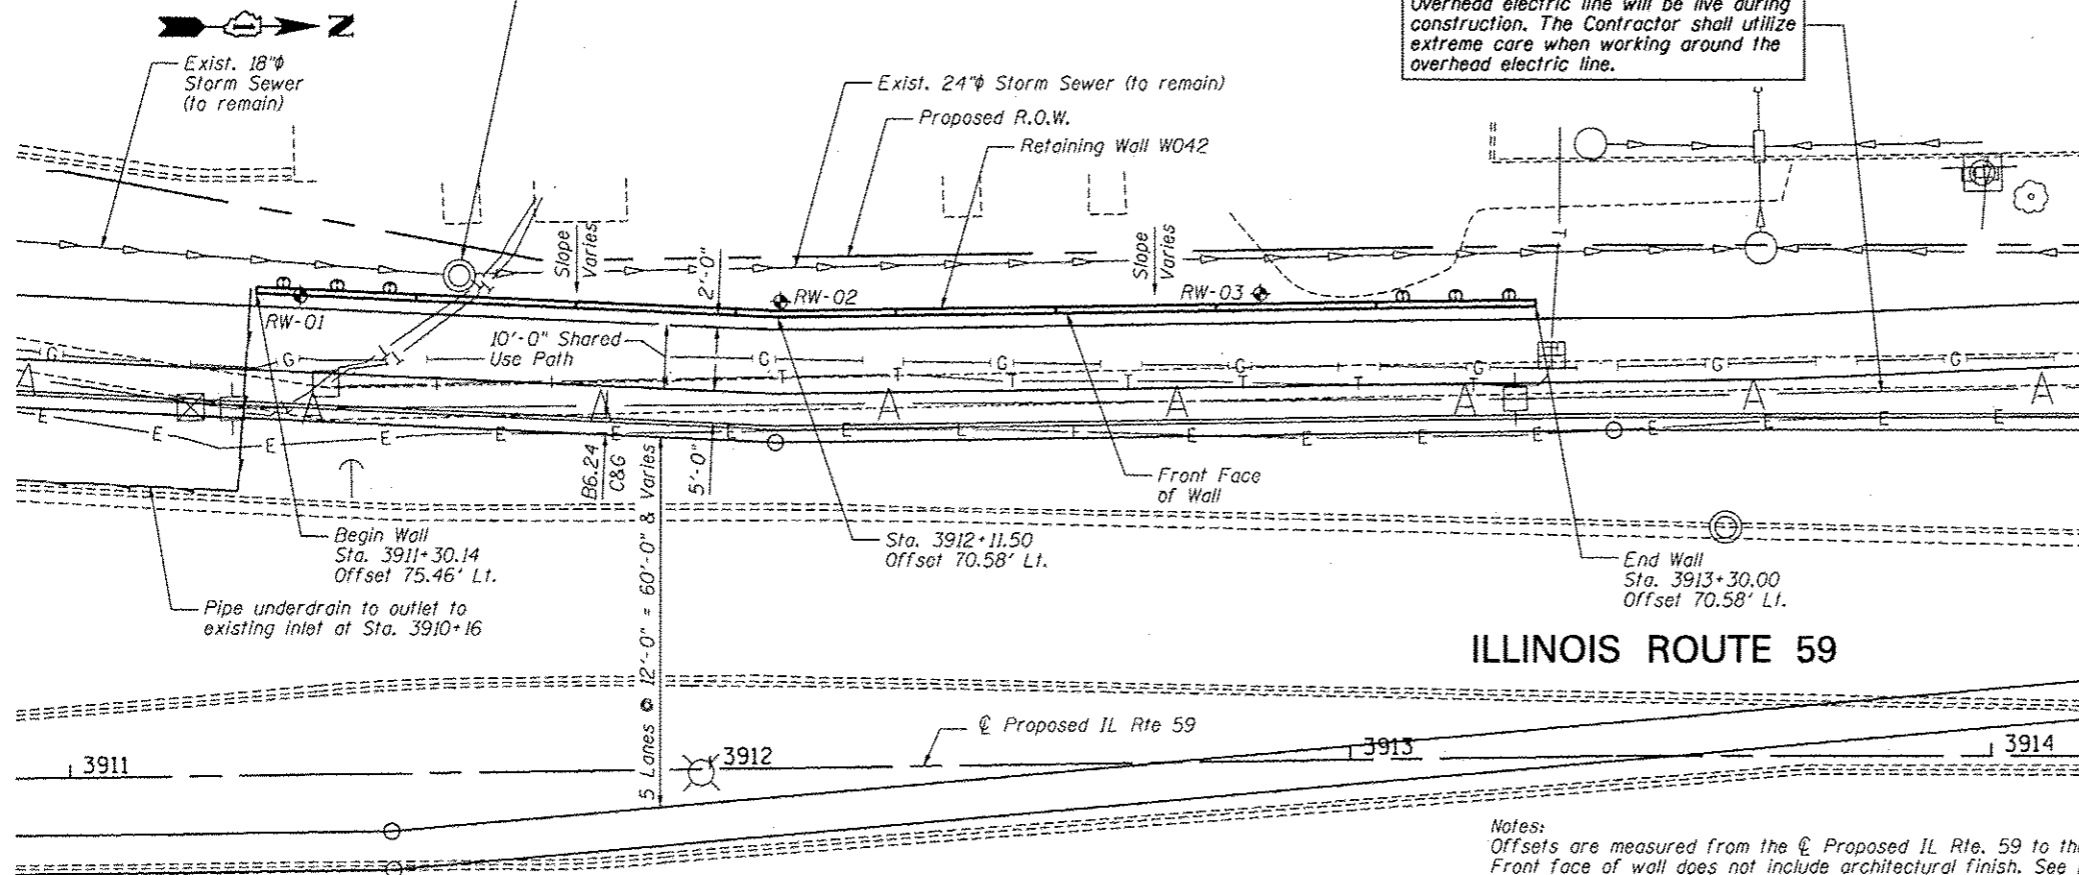 N
Exist. 18"ϕ
Storm Sewer
(to remain)
Overhead electric line will be live during
construction. The Contractor shall utilize
extreme care when working around the
overhead electric line.
Exist. 24"ϕ Storm Sewer (to remain)
Proposed R.O.W.
Retaining Wall W042
Slope
Varies
2'-0"
Slope
Varies
RW-01
RW-02
RW-03
10'-0" Shared
Use Path
G G G G G G G G
T T T T T T T
A A A A A A A A
E E E E E E E E E E E E E E E
B6.24
C&G
5'-0"
5 Lanes @ 12'-0" = 60'-0" & Varies
Front Face
of Wall
Begin Wall
Sta. 3911+30.14
Offset 75.46' Lt.
Sta. 3912+11.50
Offset 70.58' Lt.
End Wall
Sta. 3913+30.00
Offset 70.58' Lt.
Pipe underdrain to outlet to
existing inlet at Sta. 3910+16
ILLINOIS ROUTE 59
℄ Proposed IL Rte 59
3911
3912
3913
3914
Notes:
Offsets are measured from the ℄ Proposed IL Rte. 59 to the
Front face of wall does not include architectural finish. See